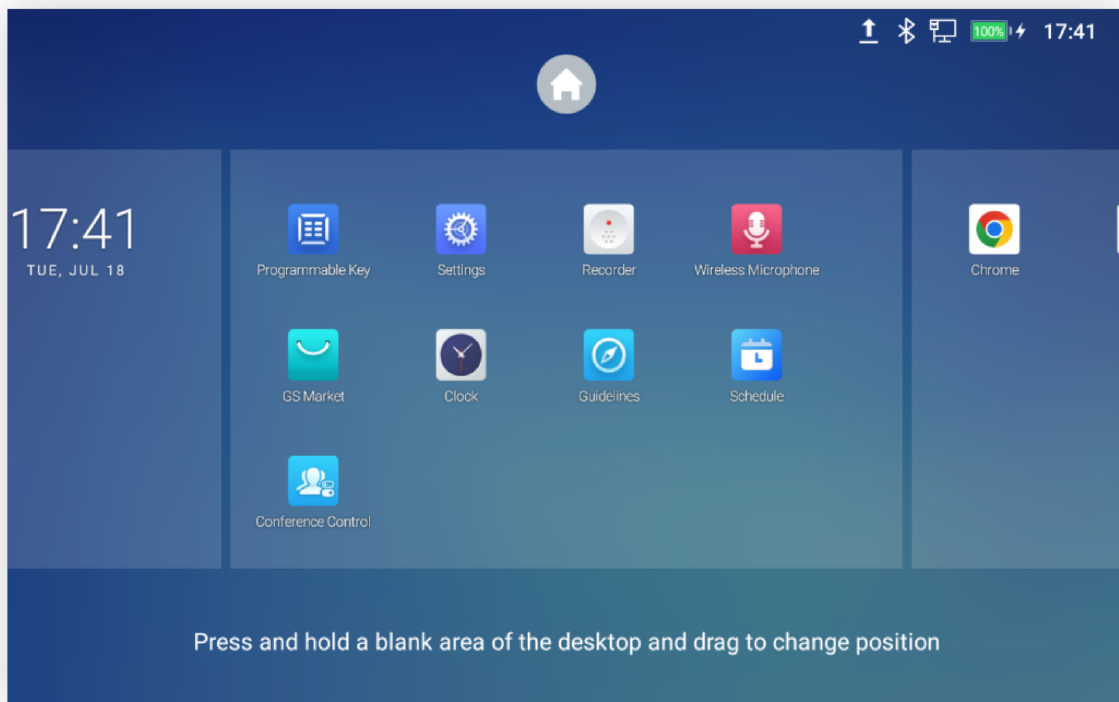 100% 17:41
17:41
TUE, JUL 18
Programmable Key Settings Recorder Wireless Microphone Chrome
GS Market Clock Guidelines Schedule
Conference Control
Press and hold a blank area of the desktop and drag to change position